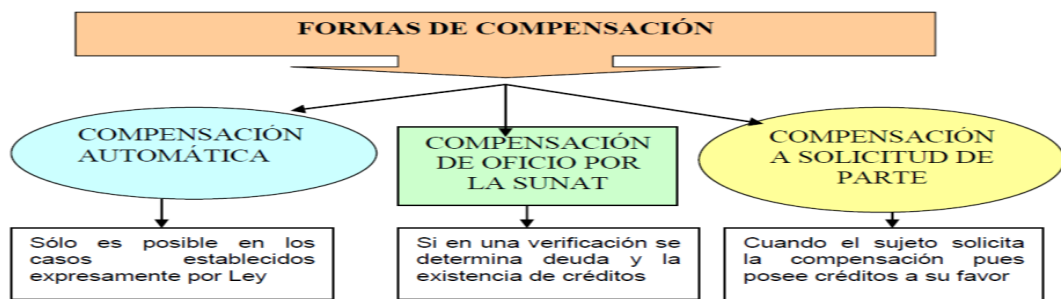 FORMAS DE COMPENSACIÓN
COMPENSACIÓN
AUTOMÁTICA
COMPENSACIÓN
DE OFICIO POR
LA SUNAT
COMPENSACIÓN
A SOLICITUD DE
PARTE
Sólo es posible en los
casos establecidos
expresamente por Ley
Si en una verificación se
determina deuda y la
existencia de créditos
Cuando el sujeto solicita
la compensación pues
posee créditos a su favor